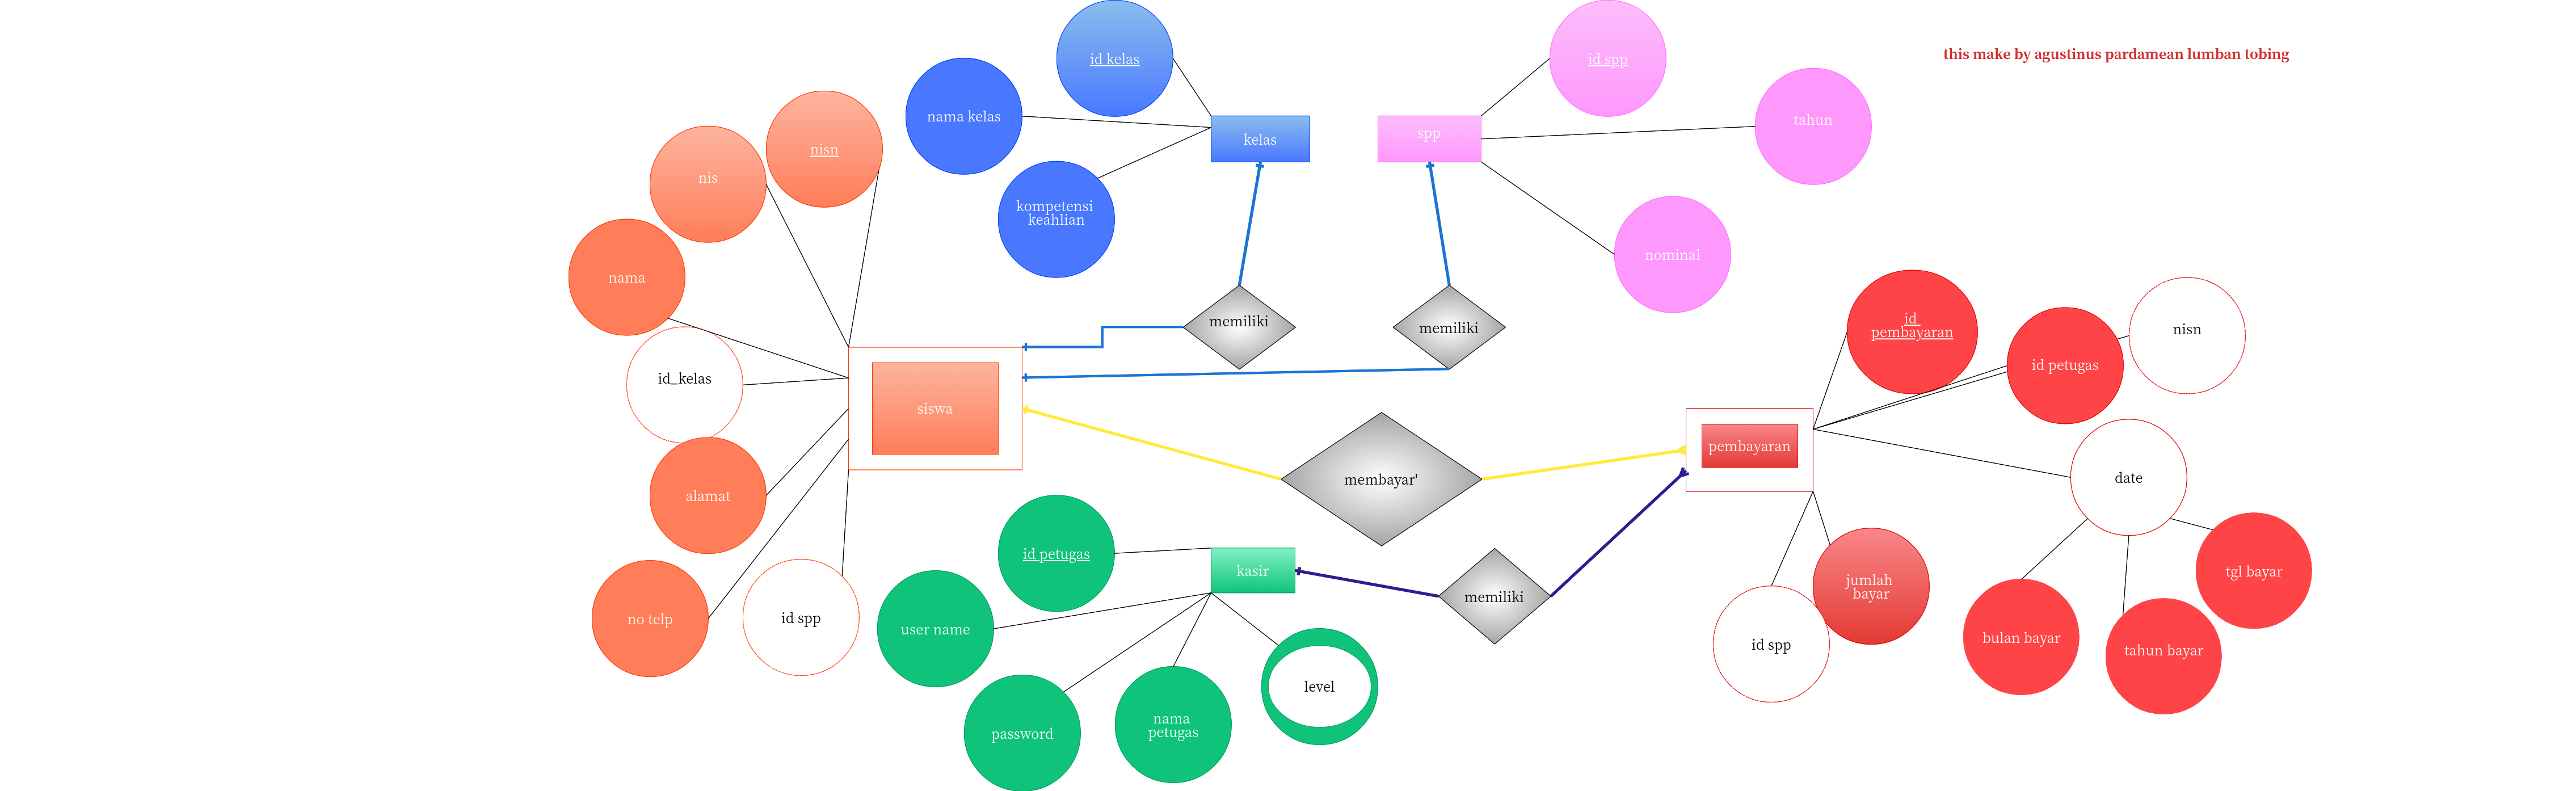 this make by agustinus pardamean lumban tobing
id kelas
nama kelas
kompetensi
keahlian
kelas
id spp
tahun
spp
nominal
nisn
nis
nama
id_kelas
alamat
no telp
id spp
siswa
memiliki
memiliki
membayar'
memiliki
id petugas
user name
password
nama
petugas
level
kasir
pembayaran
id
pembayaran
id petugas
nisn
date
tgl bayar
bulan bayar
tahun bayar
jumlah
bayar
id spp